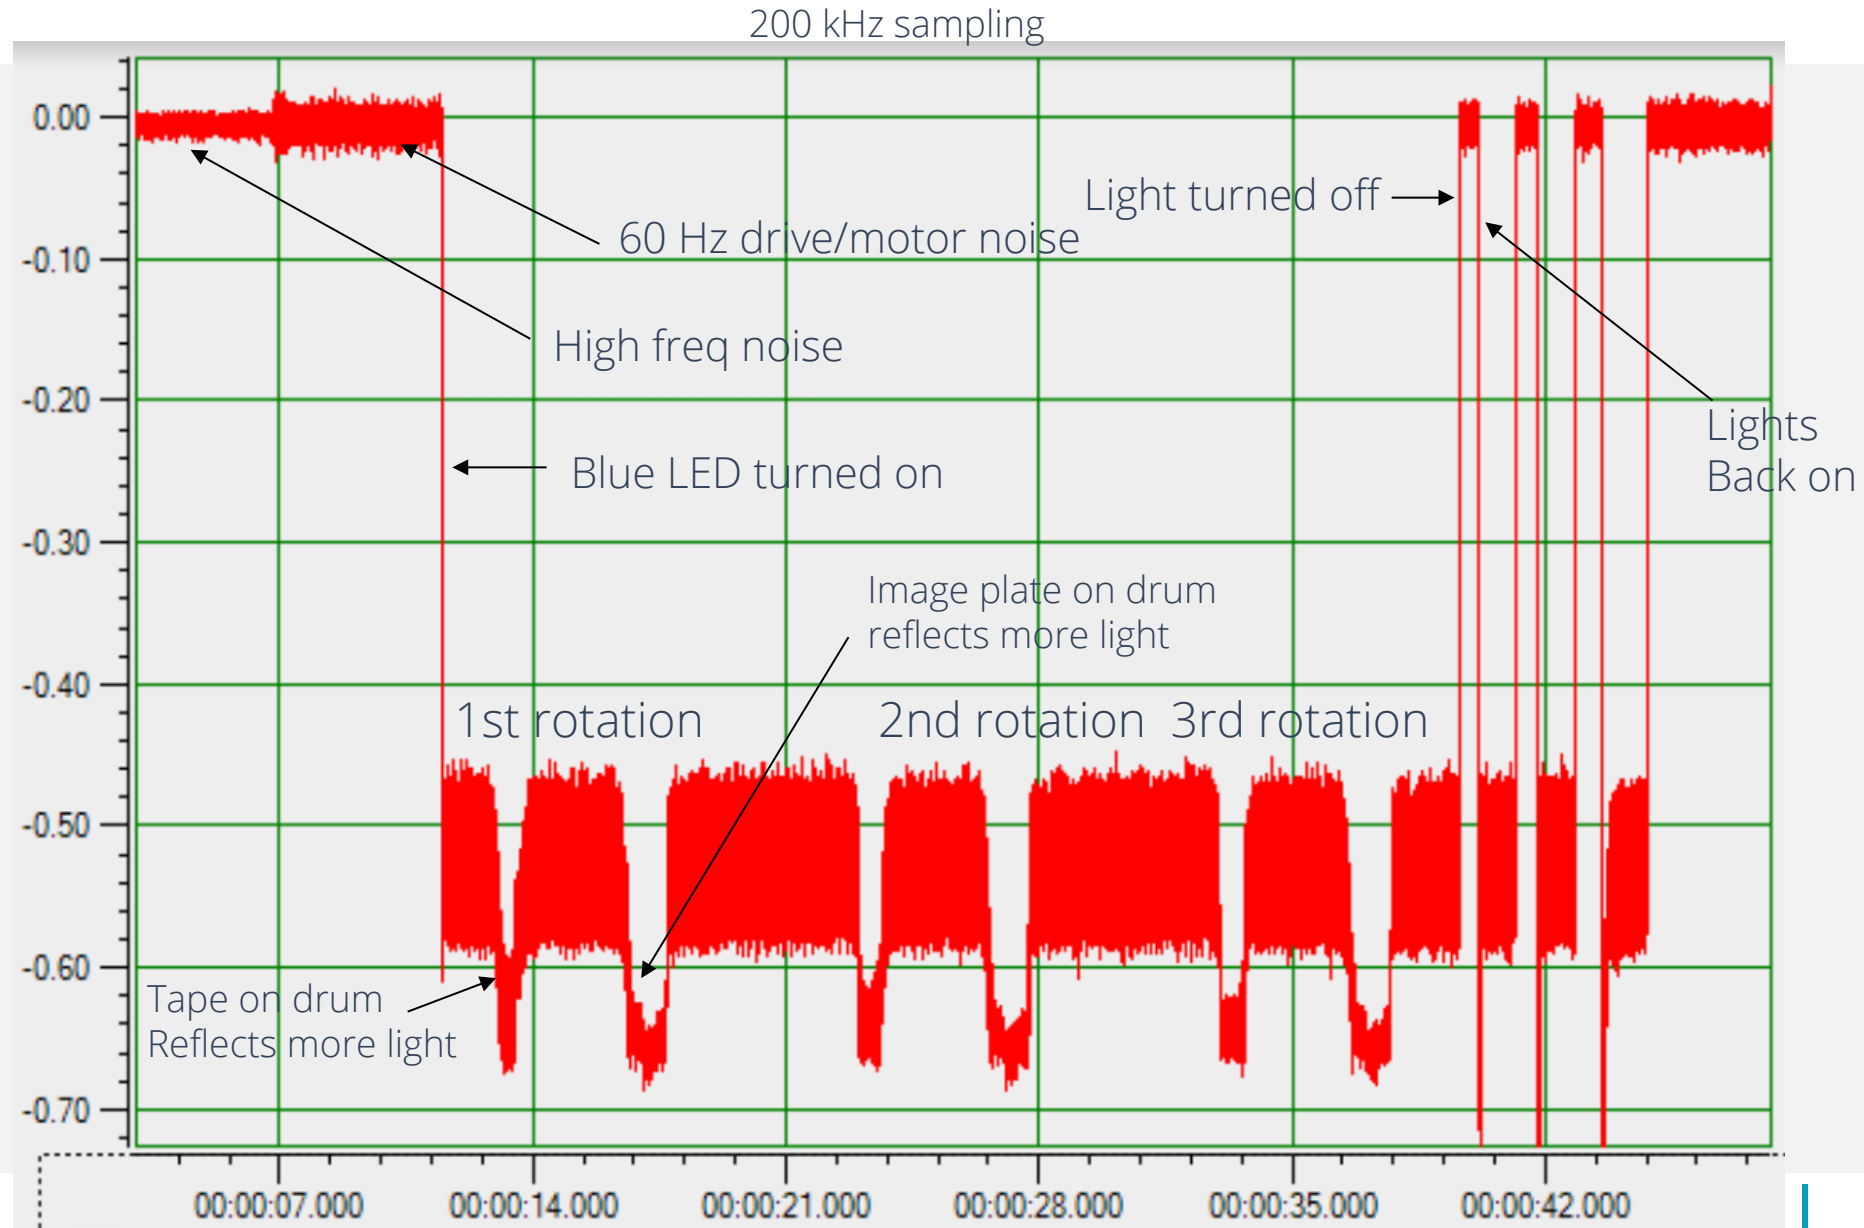 200 kHz sampling
0.00
-0.10
-0.20
-0.30
-0.40
-0.50
-0.60
-0.70
Light turned off
60 Hz drive/motor noise
High freq noise
Lights
Back on
Blue LED turned on
Image plate on drum
reflects more light
1st rotation
2nd rotation
3rd rotation
Tape on drum
Reflects more light
00:00:07.000
00:00:14.000
00:00:21.000
00:00:28.000
00:00:35.000
00:00:42.000